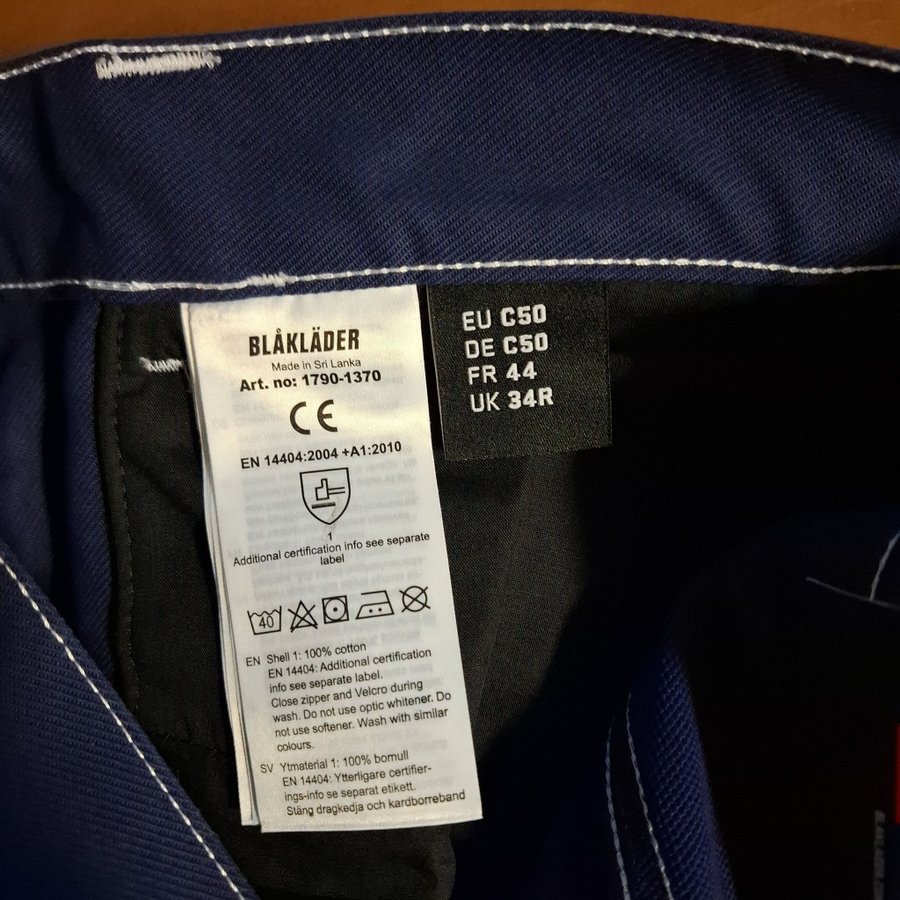 BLÅKLÄDER
Made in Sri Lanka
Art. no: 1790-1370
CE
EN 14404:2004 +A1:2010
1
Additional certification info see separate
label
40
EN Shell 1: 100% cotton
EN 14404: Additional certification
info see separate label.
Close zipper and Velcro during
wash. Do not use optic whitener. Do
not use softener. Wash with similar
colours.
SV Ytmaterial 1: 100% bomull
EN 14404: Ytterligare certifier-
ings-info se separat etikett.
Stäng dragkedja och kardborreband
EU C50
DE C50
FR 44
UK 34R